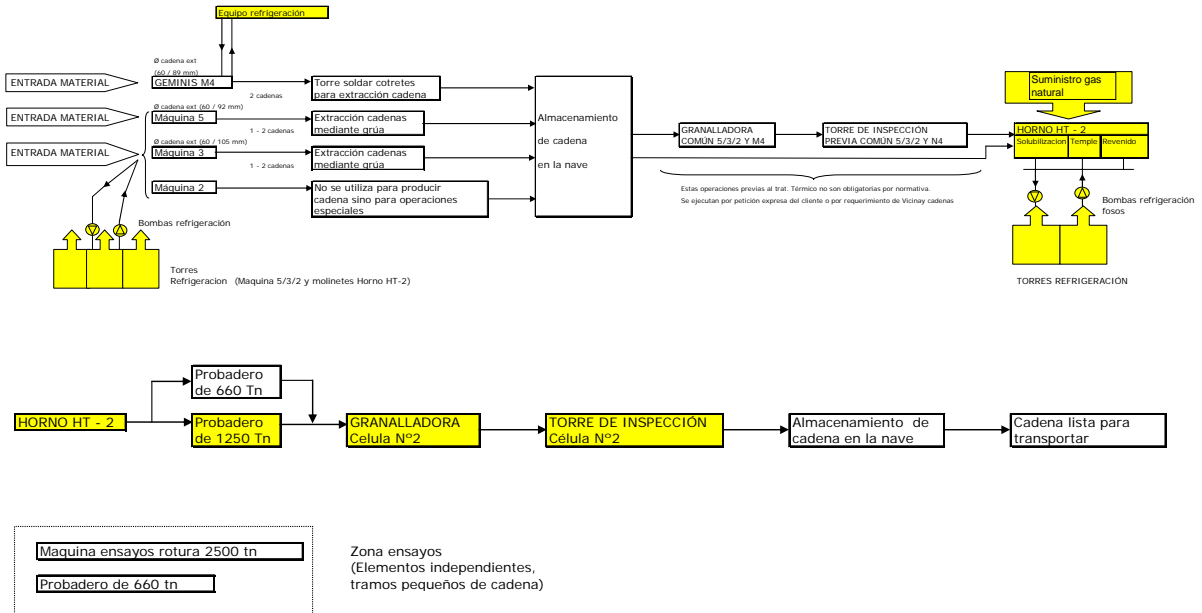 Equipo refrigeración
Ø cadena ext
(60 / 89 mm)
ENTRADA MATERIAL
GEMINIS M4
2 cadenas
Torre soldar cotretes
para extracción cadena
ENTRADA MATERIAL
Ø cadena ext (60 / 92 mm)
Máquina 5
1 - 2 cadenas
Extracción cadenas
mediante grúa
ENTRADA MATERIAL
Ø cadena ext (60 / 105 mm)
Máquina 3
1 - 2 cadenas
Extracción cadenas
mediante grúa
Máquina 2
No se utiliza para producir
cadena sino para operaciones
especiales
Almacenamiento
de cadena
en la nave
GRANALLADORA
COMÚN 5/3/2 Y M4
TORRE DE INSPECCIÓN
PREVIA COMÚN 5/3/2 Y N4
Estas operaciones previas al trat. Térmico no son obligatorias por normativa.
Se ejecutan por petición expresa del cliente o por requerimiento de Vicinay cadenas
Suministro gas
natural
HORNO HT - 2
Solubilizacion
Temple
Revenido
Bombas refrigeración
fosos
TORRES REFRIGERACIÓN
Bombas refrigeración
Torres
Refrigeracion (Maquina 5/3/2 y molinetes Horno HT-2)
HORNO HT - 2
Probadero
de 660 Tn
Probadero
de 1250 Tn
GRANALLADORA
Celula Nº2
TORRE DE INSPECCIÓN
Célula Nº2
Almacenamiento de
cadena en la nave
Cadena lista para
transportar
Maquina ensayos rotura 2500 tn
Probadero de 660 tn
Zona ensayos
(Elementos independientes,
tramos pequeños de cadena)